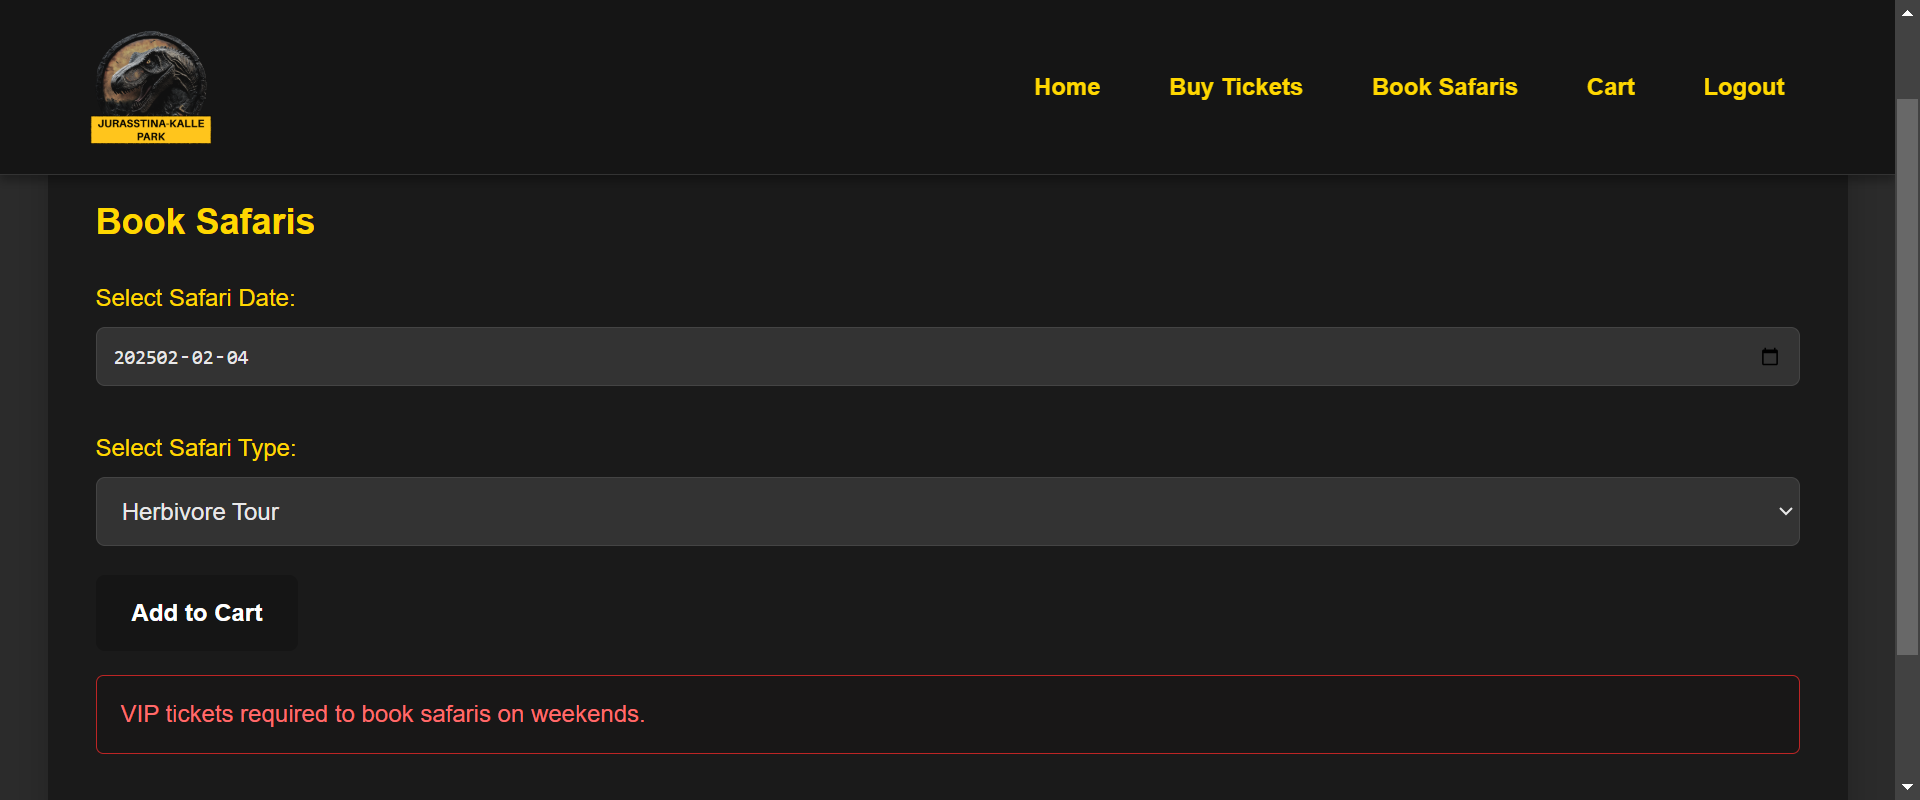 JURASSTINA-KALLE
PARK
Home
Buy Tickets
Book Safaris
Cart
Logout
Book Safaris
Select Safari Date:
202502-02-04
Select Safari Type:
Herbivore Tour
Add to Cart
VIP tickets required to book safaris on weekends.